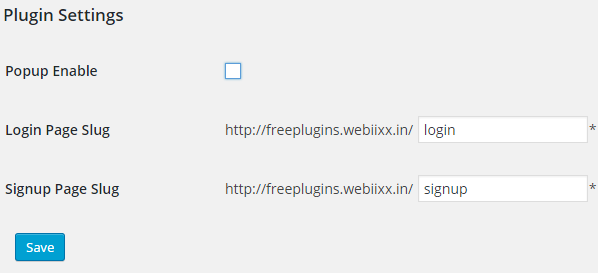 Plugin Settings
Popup Enable
Login Page Slug http://freeplugins.webiixx.in/ login *
Signup Page Slug http://freeplugins.webiixx.in/ signup *
Save